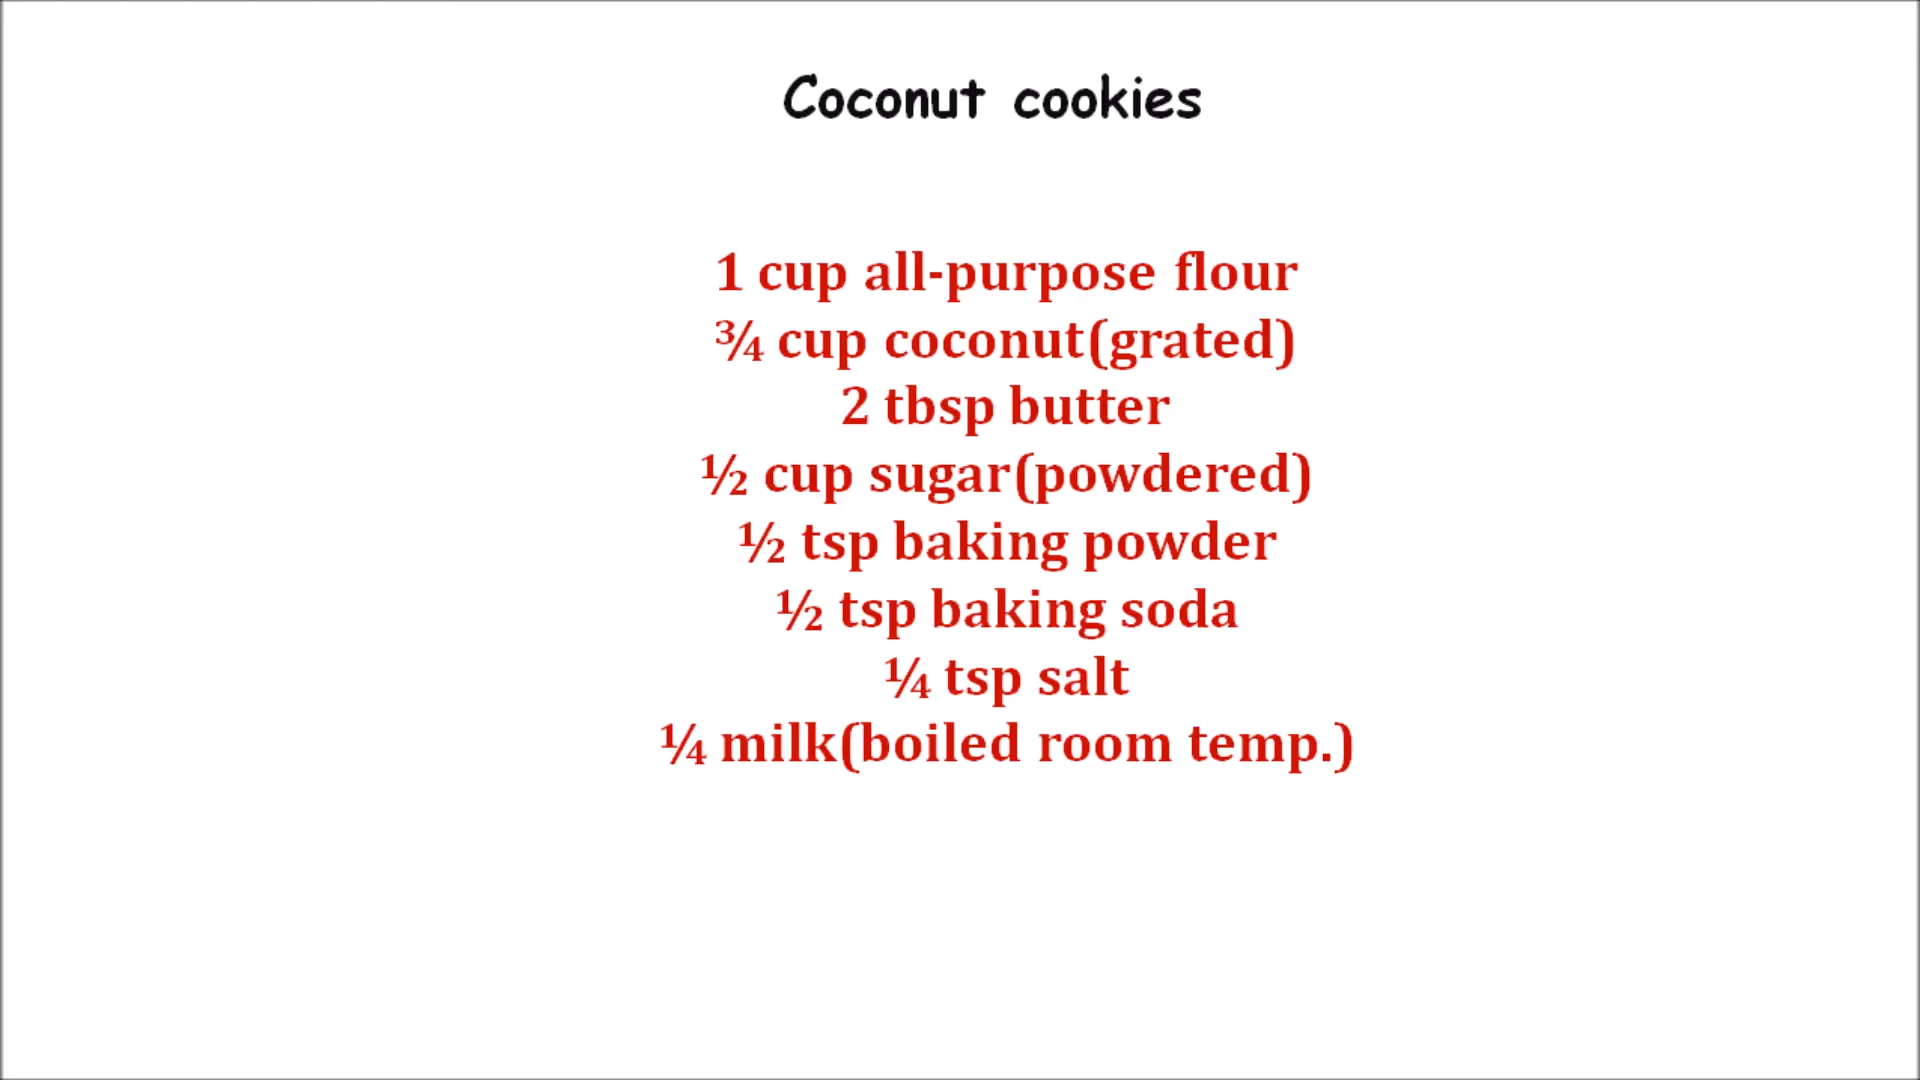 Coconut cookies
1 cup all-purpose flour
¾ cup coconut(grated)
2 tbsp butter
½ cup sugar(powdered)
½ tsp baking powder
½ tsp baking soda
¼ tsp salt
¼ milk(boiled room temp.)